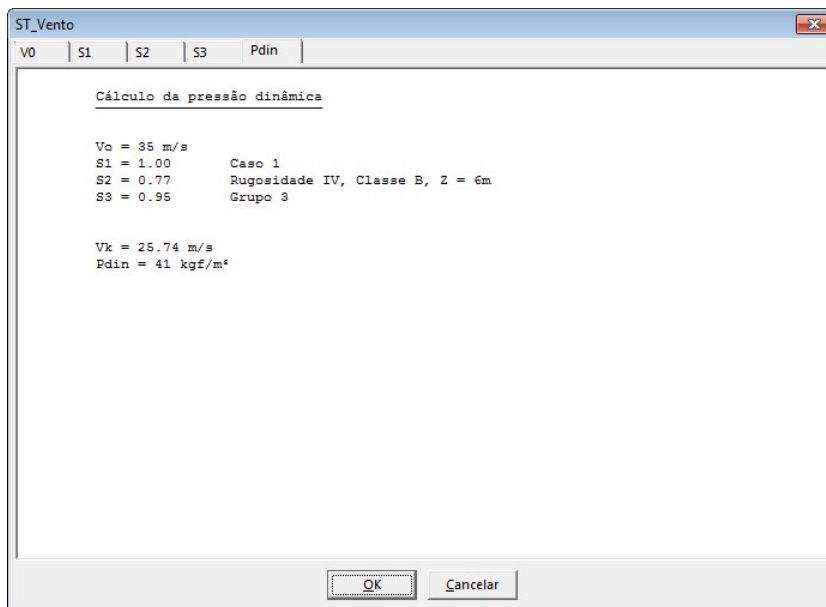 ST_Vento
V0 S1 S2 S3 Pdin
Cálculo da pressão dinâmica
Vo = 35 m/s
S1 = 1.00 Caso 1
S2 = 0.77 Rugosidade IV, Classe B, Z = 6m
S3 = 0.95 Grupo 3
Vk = 25.74 m/s
Pdin = 41 kgf/m²
OK Cancelar